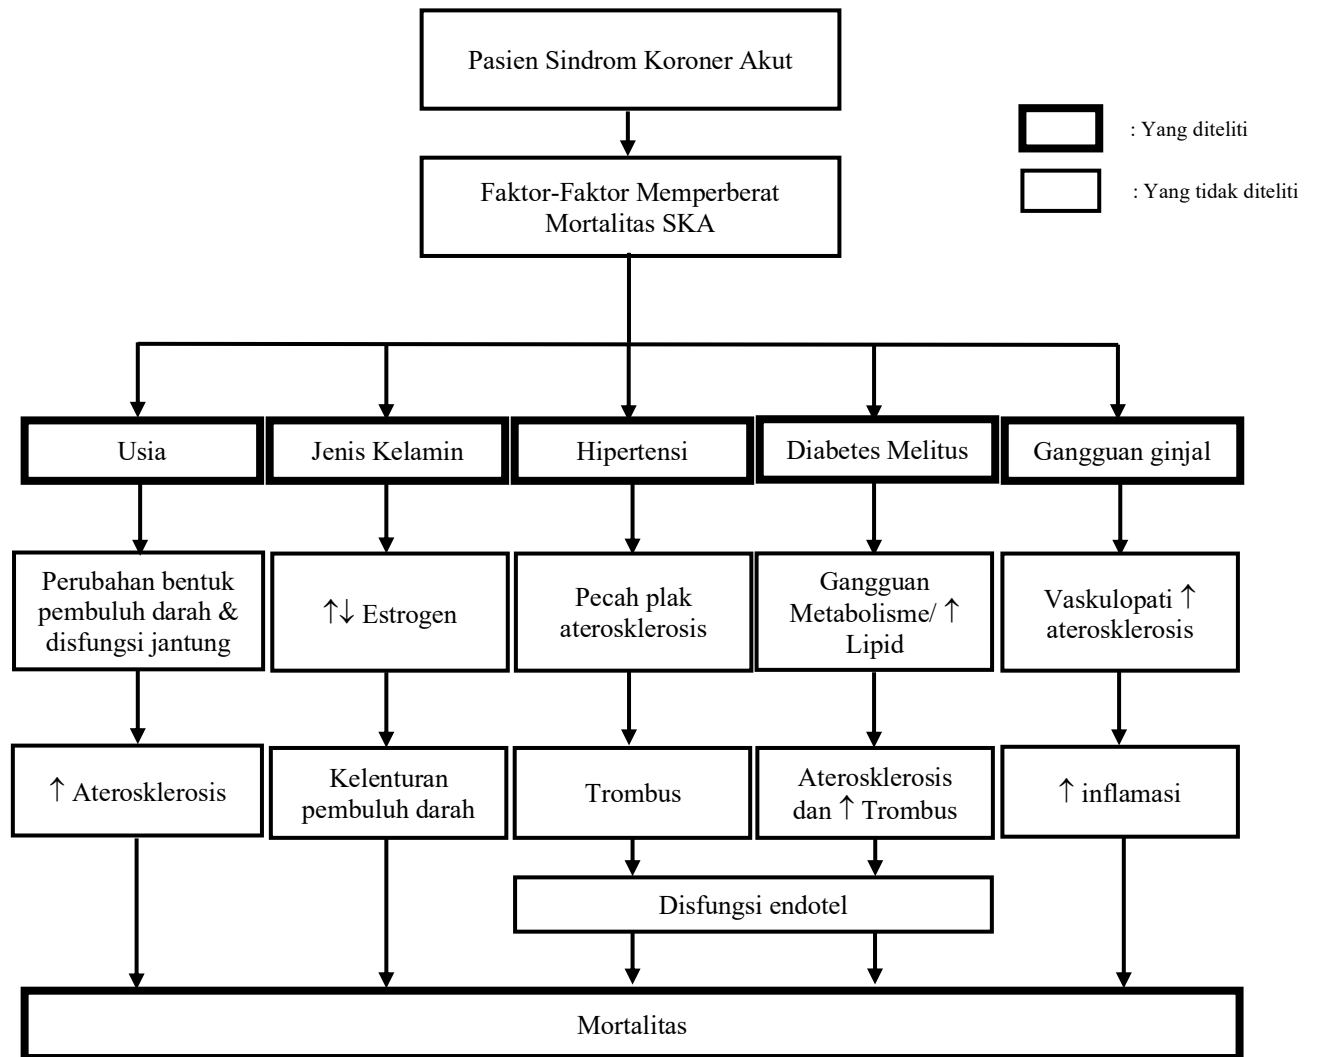 Pasien Sindrom Koroner Akut
: Yang diteliti
: Yang tidak diteliti
Faktor-Faktor Memperberat
Mortalitas SKA
Usia
Jenis Kelamin
Hipertensi
Diabetes Melitus
Gangguan ginjal
Perubahan bentuk
pembuluh darah &
disfungsi jantung
↑↓ Estrogen
Pecah plak
aterosklerosis
Gangguan
Metabolisme/ ↑
Lipid
Vaskulopati ↑
aterosklerosis
↑ Aterosklerosis
Kelenturan
pembuluh darah
Trombus
Aterosklerosis
dan ↑ Trombus
↑ inflamasi
Disfungsi endotel
Mortalitas